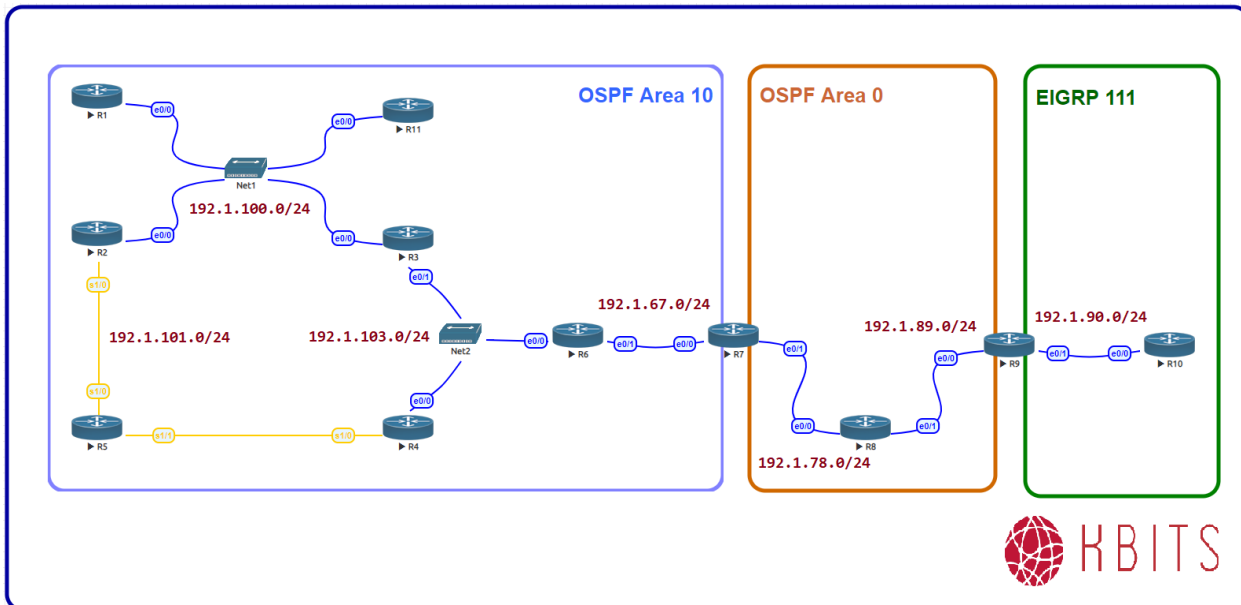 OSPF Area 10
OSPF Area 0
EIGRP 111
e0/0
R1
e0/0
R11
Net1
192.1.100.0/24
R2
e0/0
e0/0
R3
s1/0
e0/1
192.1.101.0/24
192.1.103.0/24
Net2
e0/0
R6
192.1.67.0/24
e0/1
e0/0
R7
e0/1
192.1.89.0/24
e0/0
R9
192.1.90.0/24
e0/1
e0/0
R10
s1/0
e0/0
R5
s1/1
s1/0
R4
e0/0
R8
e0/1
192.1.78.0/24
KBITS